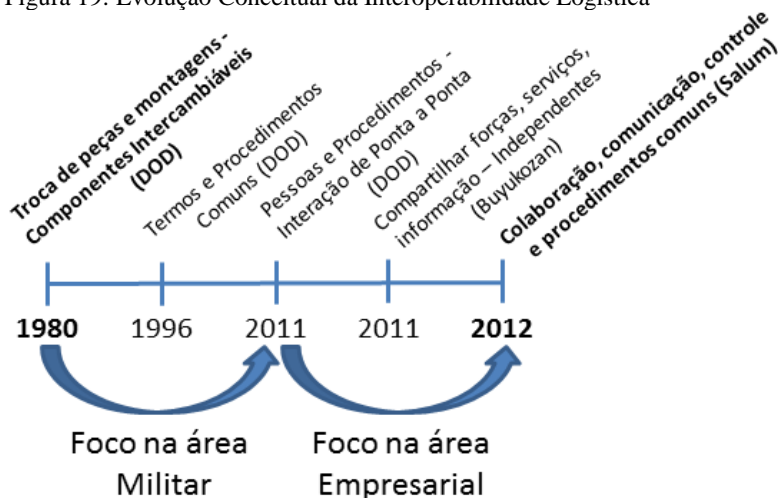 Figura 19: Evolução Conceitual da Interoperabilidade Logística
Troca de peças e montagens -
Componentes Intercambiáveis
(DOD)
Termos e Procedimentos
Comuns (DOD)
Pessoas e Procedimentos -
Interação de Ponta a Ponta
(DOD)
Compartilhar forças, serviços,
informação – Independentes
(Buyukozan)
Colaboração, comunicação, controle
e procedimentos comuns (Salum)
1980 1996 2011 2011 2012
Foco na área
Militar
Foco na área
Empresarial